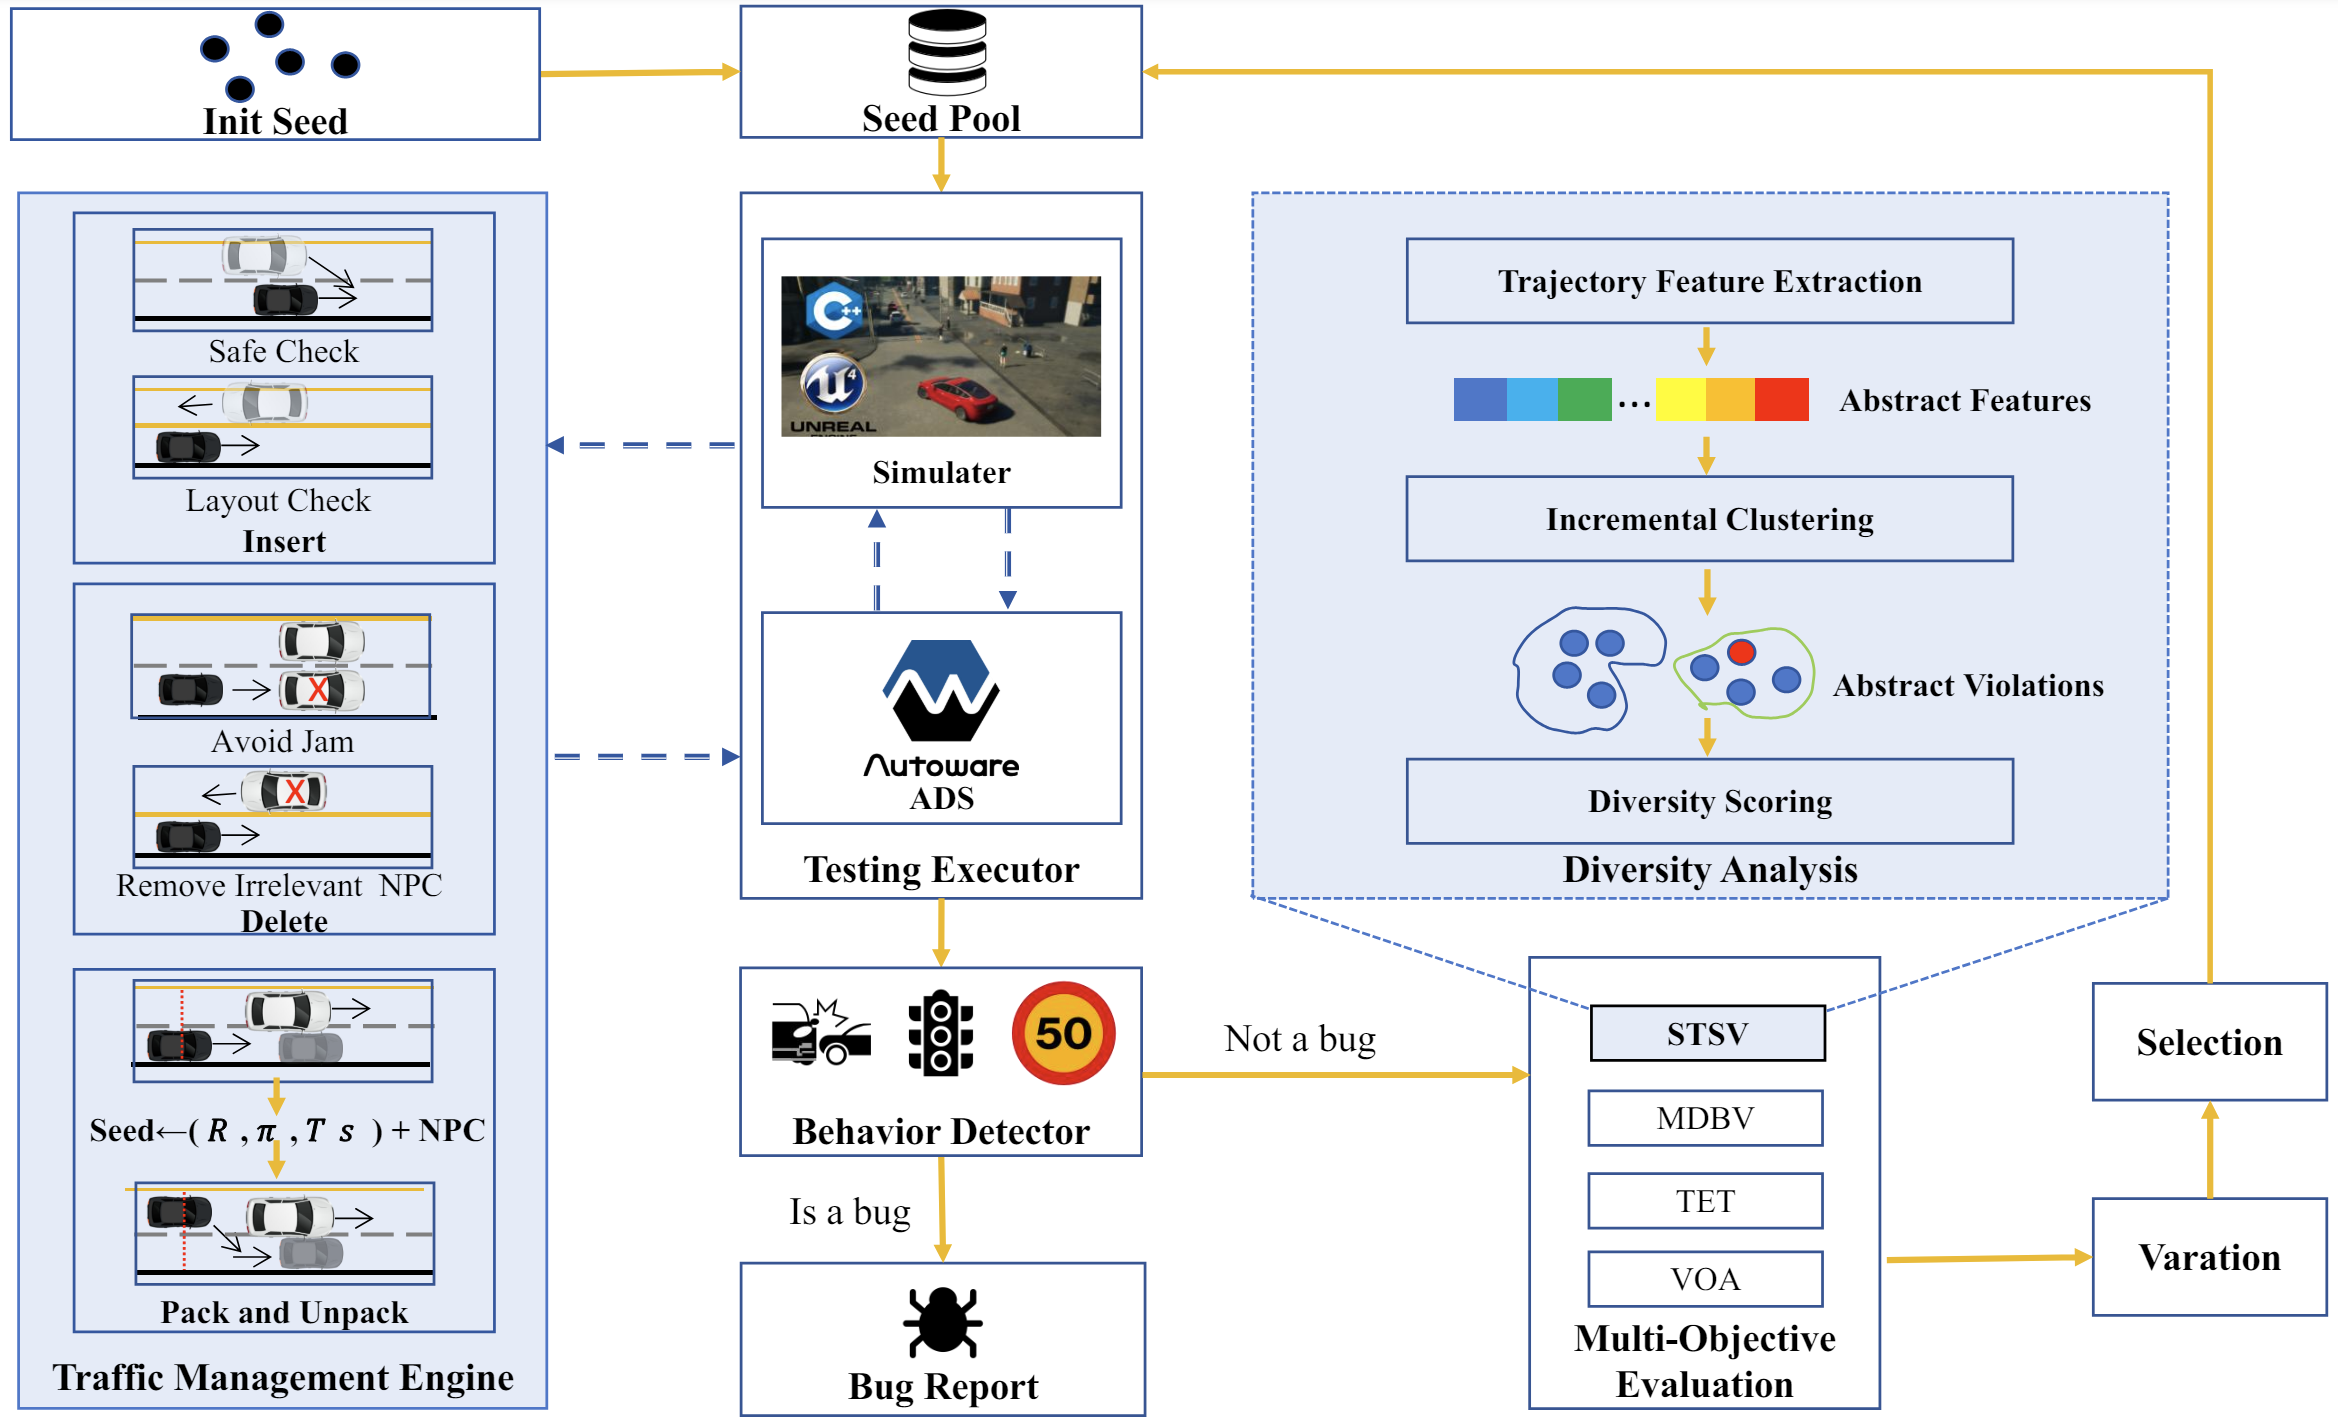 Init Seed
Seed Pool
Safe Check
Layout Check
Insert
X
Avoid Jam
X
Remove Irrelevant NPC
Delete
Seed←( R , π , T s ) + NPC
Pack and Unpack
Traffic Management Engine
C++
U4
UNREAL
Simulater
Autoware
ADS
Testing Executor
50
Behavior Detector
Not a bug
Is a bug
Bug Report
Trajectory Feature Extraction
... Abstract Features
Incremental Clustering
Abstract Violations
Diversity Scoring
Diversity Analysis
STSV
MDBV
TET
VOA
Multi-Objective
Evaluation
Selection
Varation